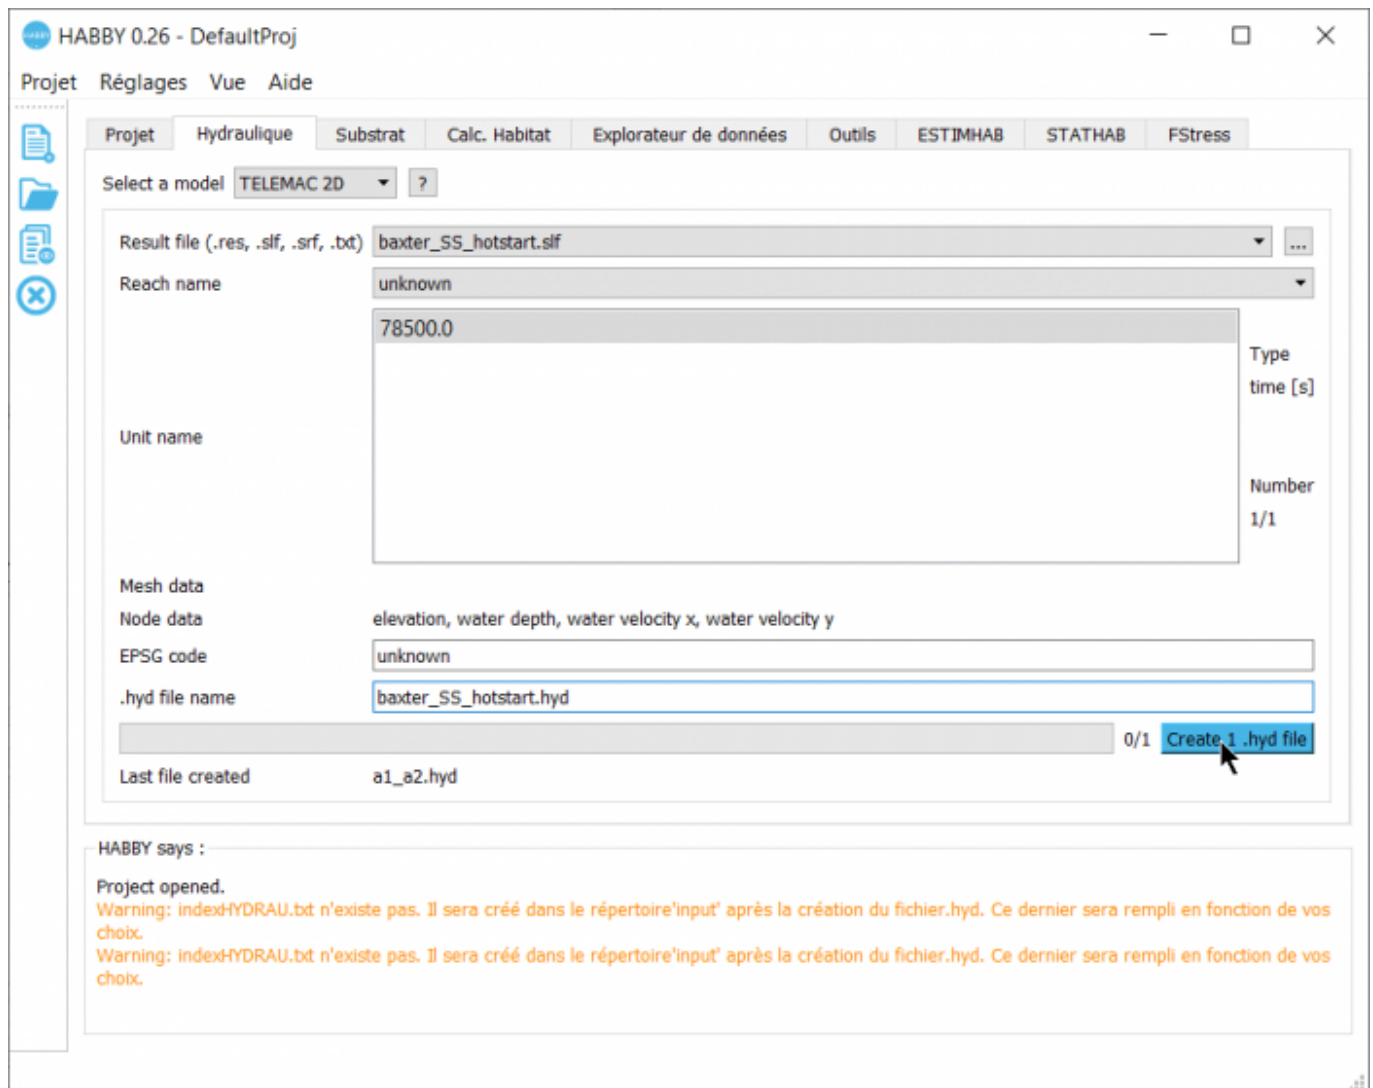 HABBY 0.26 - DefaultProj
Projet Réglages Vue Aide
Projet Hydraulique Substrat Calc. Habitat Explorateur de données Outils ESTIMHAB STATHAB FStress
Select a model TELEMAC 2D ?
Result file (.res, .slf, .srf, .txt) baxter_SS_hotstart.slf ...
Reach name unknown
78500.0
Type
time [s]
Unit name
Number
1/1
Mesh data
Node data elevation, water depth, water velocity x, water velocity y
EPSG code unknown
.hyd file name baxter_SS_hotstart.hyd
0/1 Create 1 .hyd file
Last file created a1_a2.hyd
HABBY says :
Project opened.
Warning: indexHYDRAU.txt n'existe pas. Il sera créé dans le répertoire'input' après la création du fichier.hyd. Ce dernier sera rempli en fonction de vos
choix.
Warning: indexHYDRAU.txt n'existe pas. Il sera créé dans le répertoire'input' après la création du fichier.hyd. Ce dernier sera rempli en fonction de vos
choix.